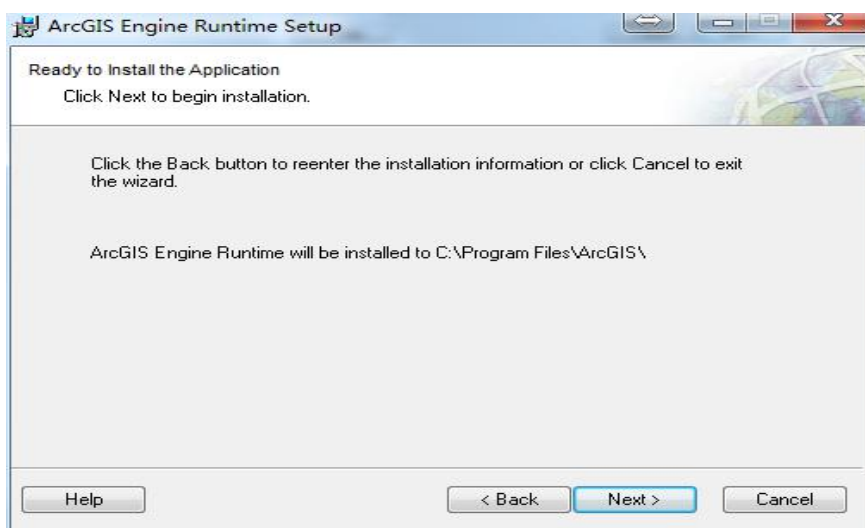 ArcGIS Engine Runtime Setup
Ready to Install the Application
Click Next to begin installation.
Click the Back button to reenter the installation information or click Cancel to exit
the wizard.
ArcGIS Engine Runtime will be installed to C:\Program Files\ArcGIS\
Help
< Back
Next >
Cancel